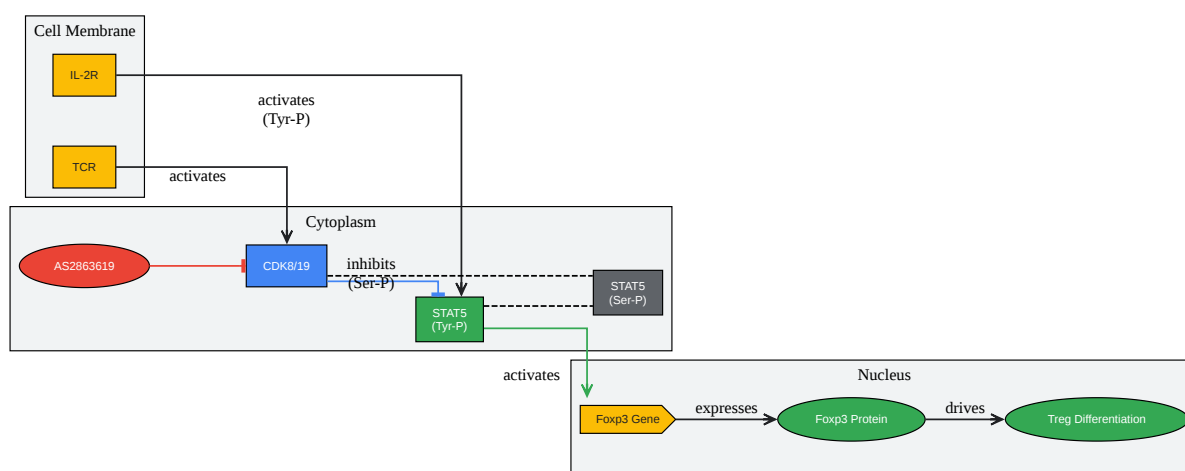 Cell Membrane
IL-2R
activates
(Tyr-P)
TCR
activates
Cytoplasm
AS2863619
CDK8/19
inhibits
(Ser-P)
STAT5
(Ser-P)
STAT5
(Tyr-P)
activates
Nucleus
Foxp3 Gene
expresses
Foxp3 Protein
drives
Treg Differentiation